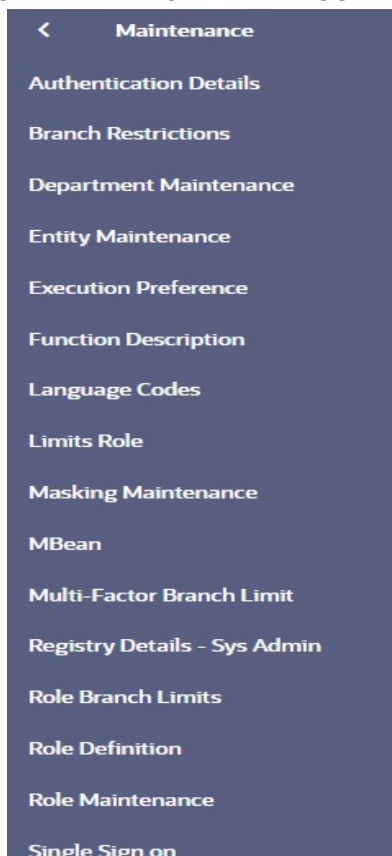 Maintenance
Authentication Details
Branch Restrictions
Department Maintenance
Entity Maintenance
Execution Preference
Function Description
Language Codes
Limits Role
Masking Maintenance
MBean
Multi-Factor Branch Limit
Registry Details - Sys Admin
Role Branch Limits
Role Definition
Role Maintenance
Single Sign on